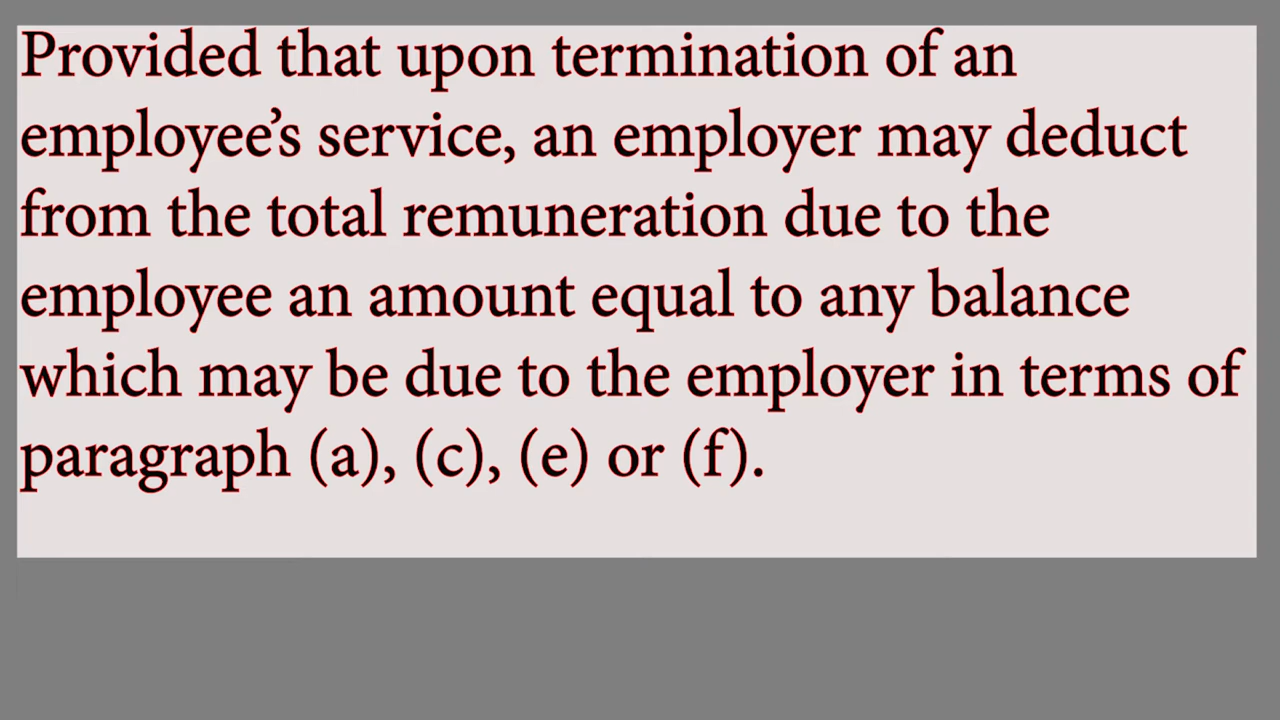 Provided that upon termination of an
employee’s service, an employer may deduct
from the total remuneration due to the
employee an amount equal to any balance
which may be due to the employer in terms of
paragraph (a), (c), (e) or (f).